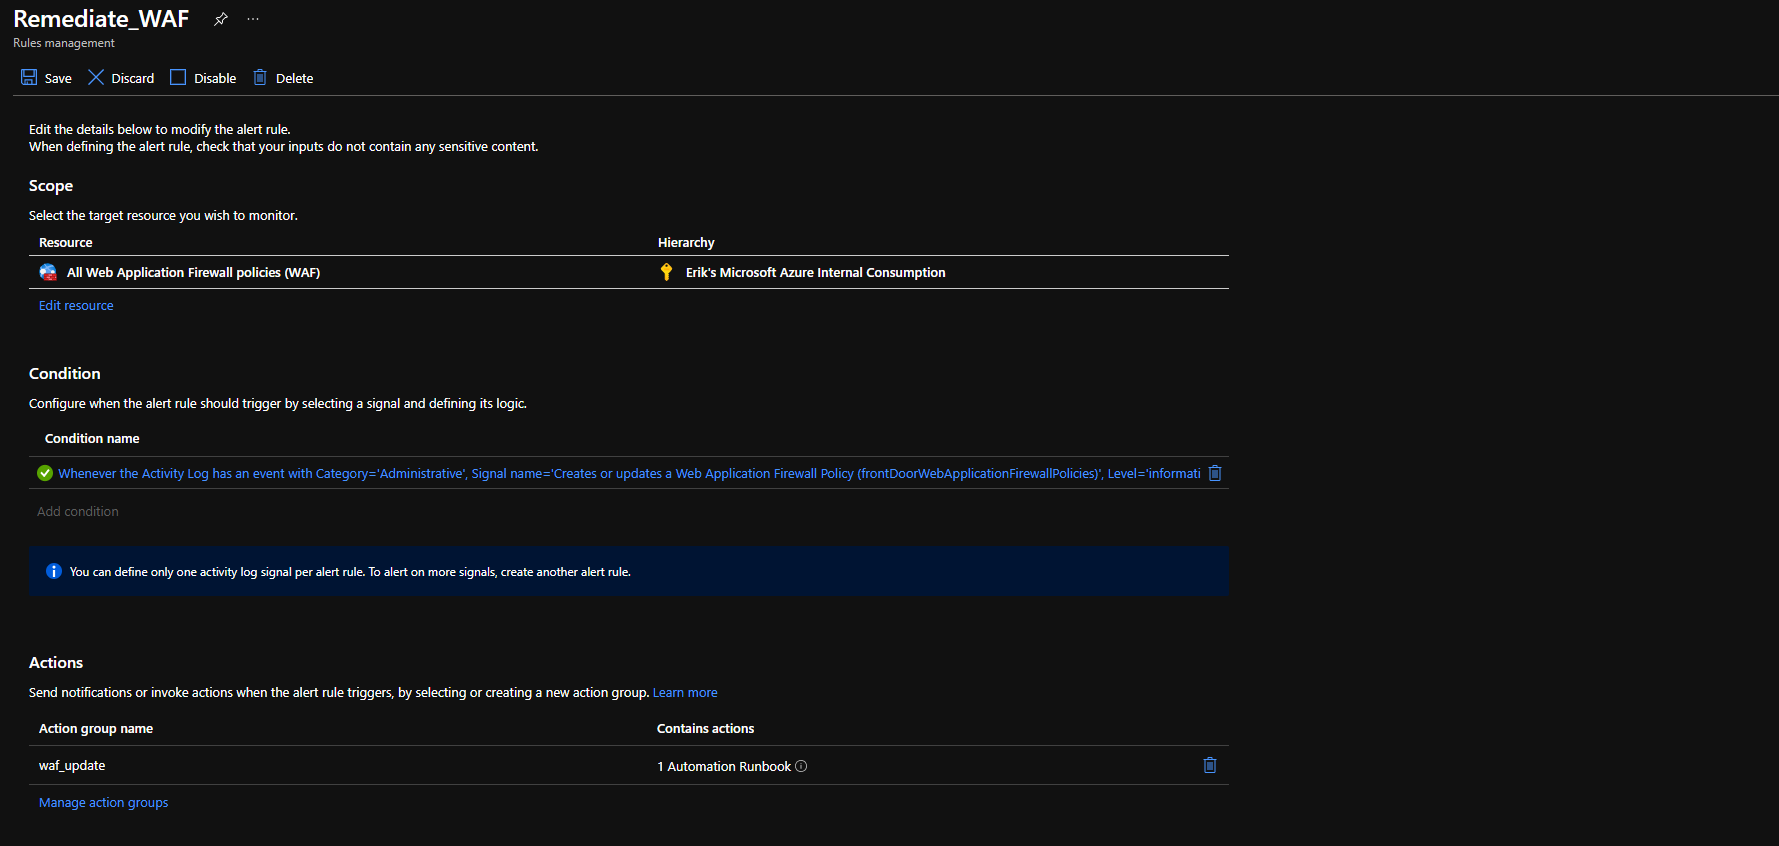 Remediate_WAF
Rules management
Save Discard Disable Delete
Edit the details below to modify the alert rule.
When defining the alert rule, check that your inputs do not contain any sensitive content.
Scope
Select the target resource you wish to monitor.
Resource Hierarchy
All Web Application Firewall policies (WAF) Erik's Microsoft Azure Internal Consumption
Edit resource
Condition
Configure when the alert rule should trigger by selecting a signal and defining its logic.
Condition name
Whenever the Activity Log has an event with Category='Administrative', Signal name='Creates or updates a Web Application Firewall Policy (frontDoorWebApplicationFirewallPolicies)', Level='informati
Add condition
You can define only one activity log signal per alert rule. To alert on more signals, create another alert rule.
Actions
Send notifications or invoke actions when the alert rule triggers, by selecting or creating a new action group. Learn more
Action group name Contains actions
waf_update 1 Automation Runbook
Manage action groups